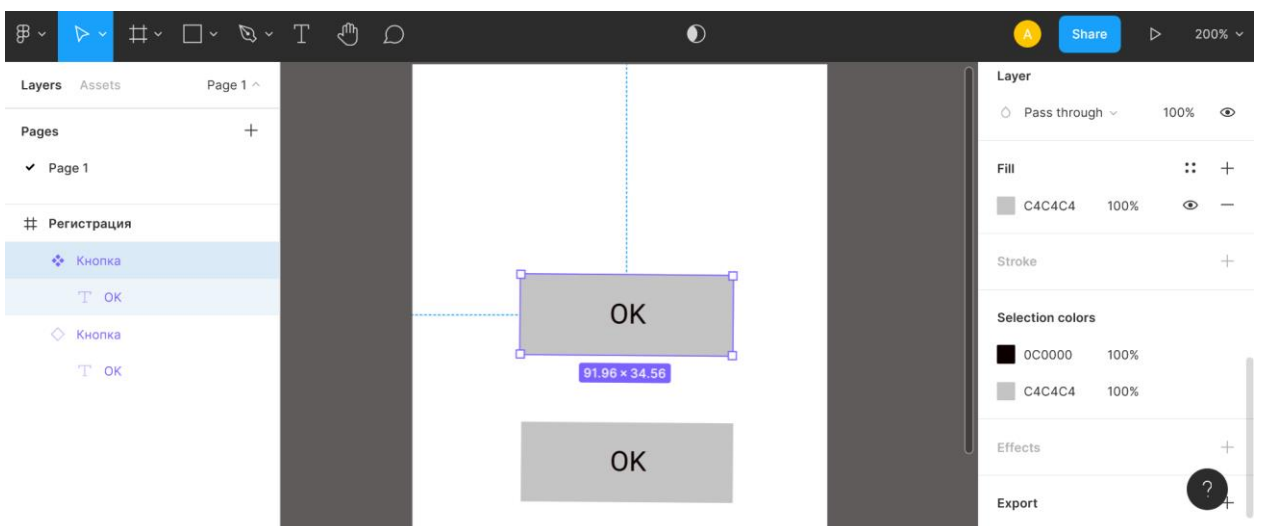 A
Share
200%
Layers Assets Page 1
Pages
Page 1
Регистрация
Кнопка
T OK
Кнопка
T OK
OK
91.96 × 34.56
OK
Layer
Pass through 100%
Fill
C4C4C4 100%
Stroke
Selection colors
0C0000 100%
C4C4C4 100%
Effects
Export
?